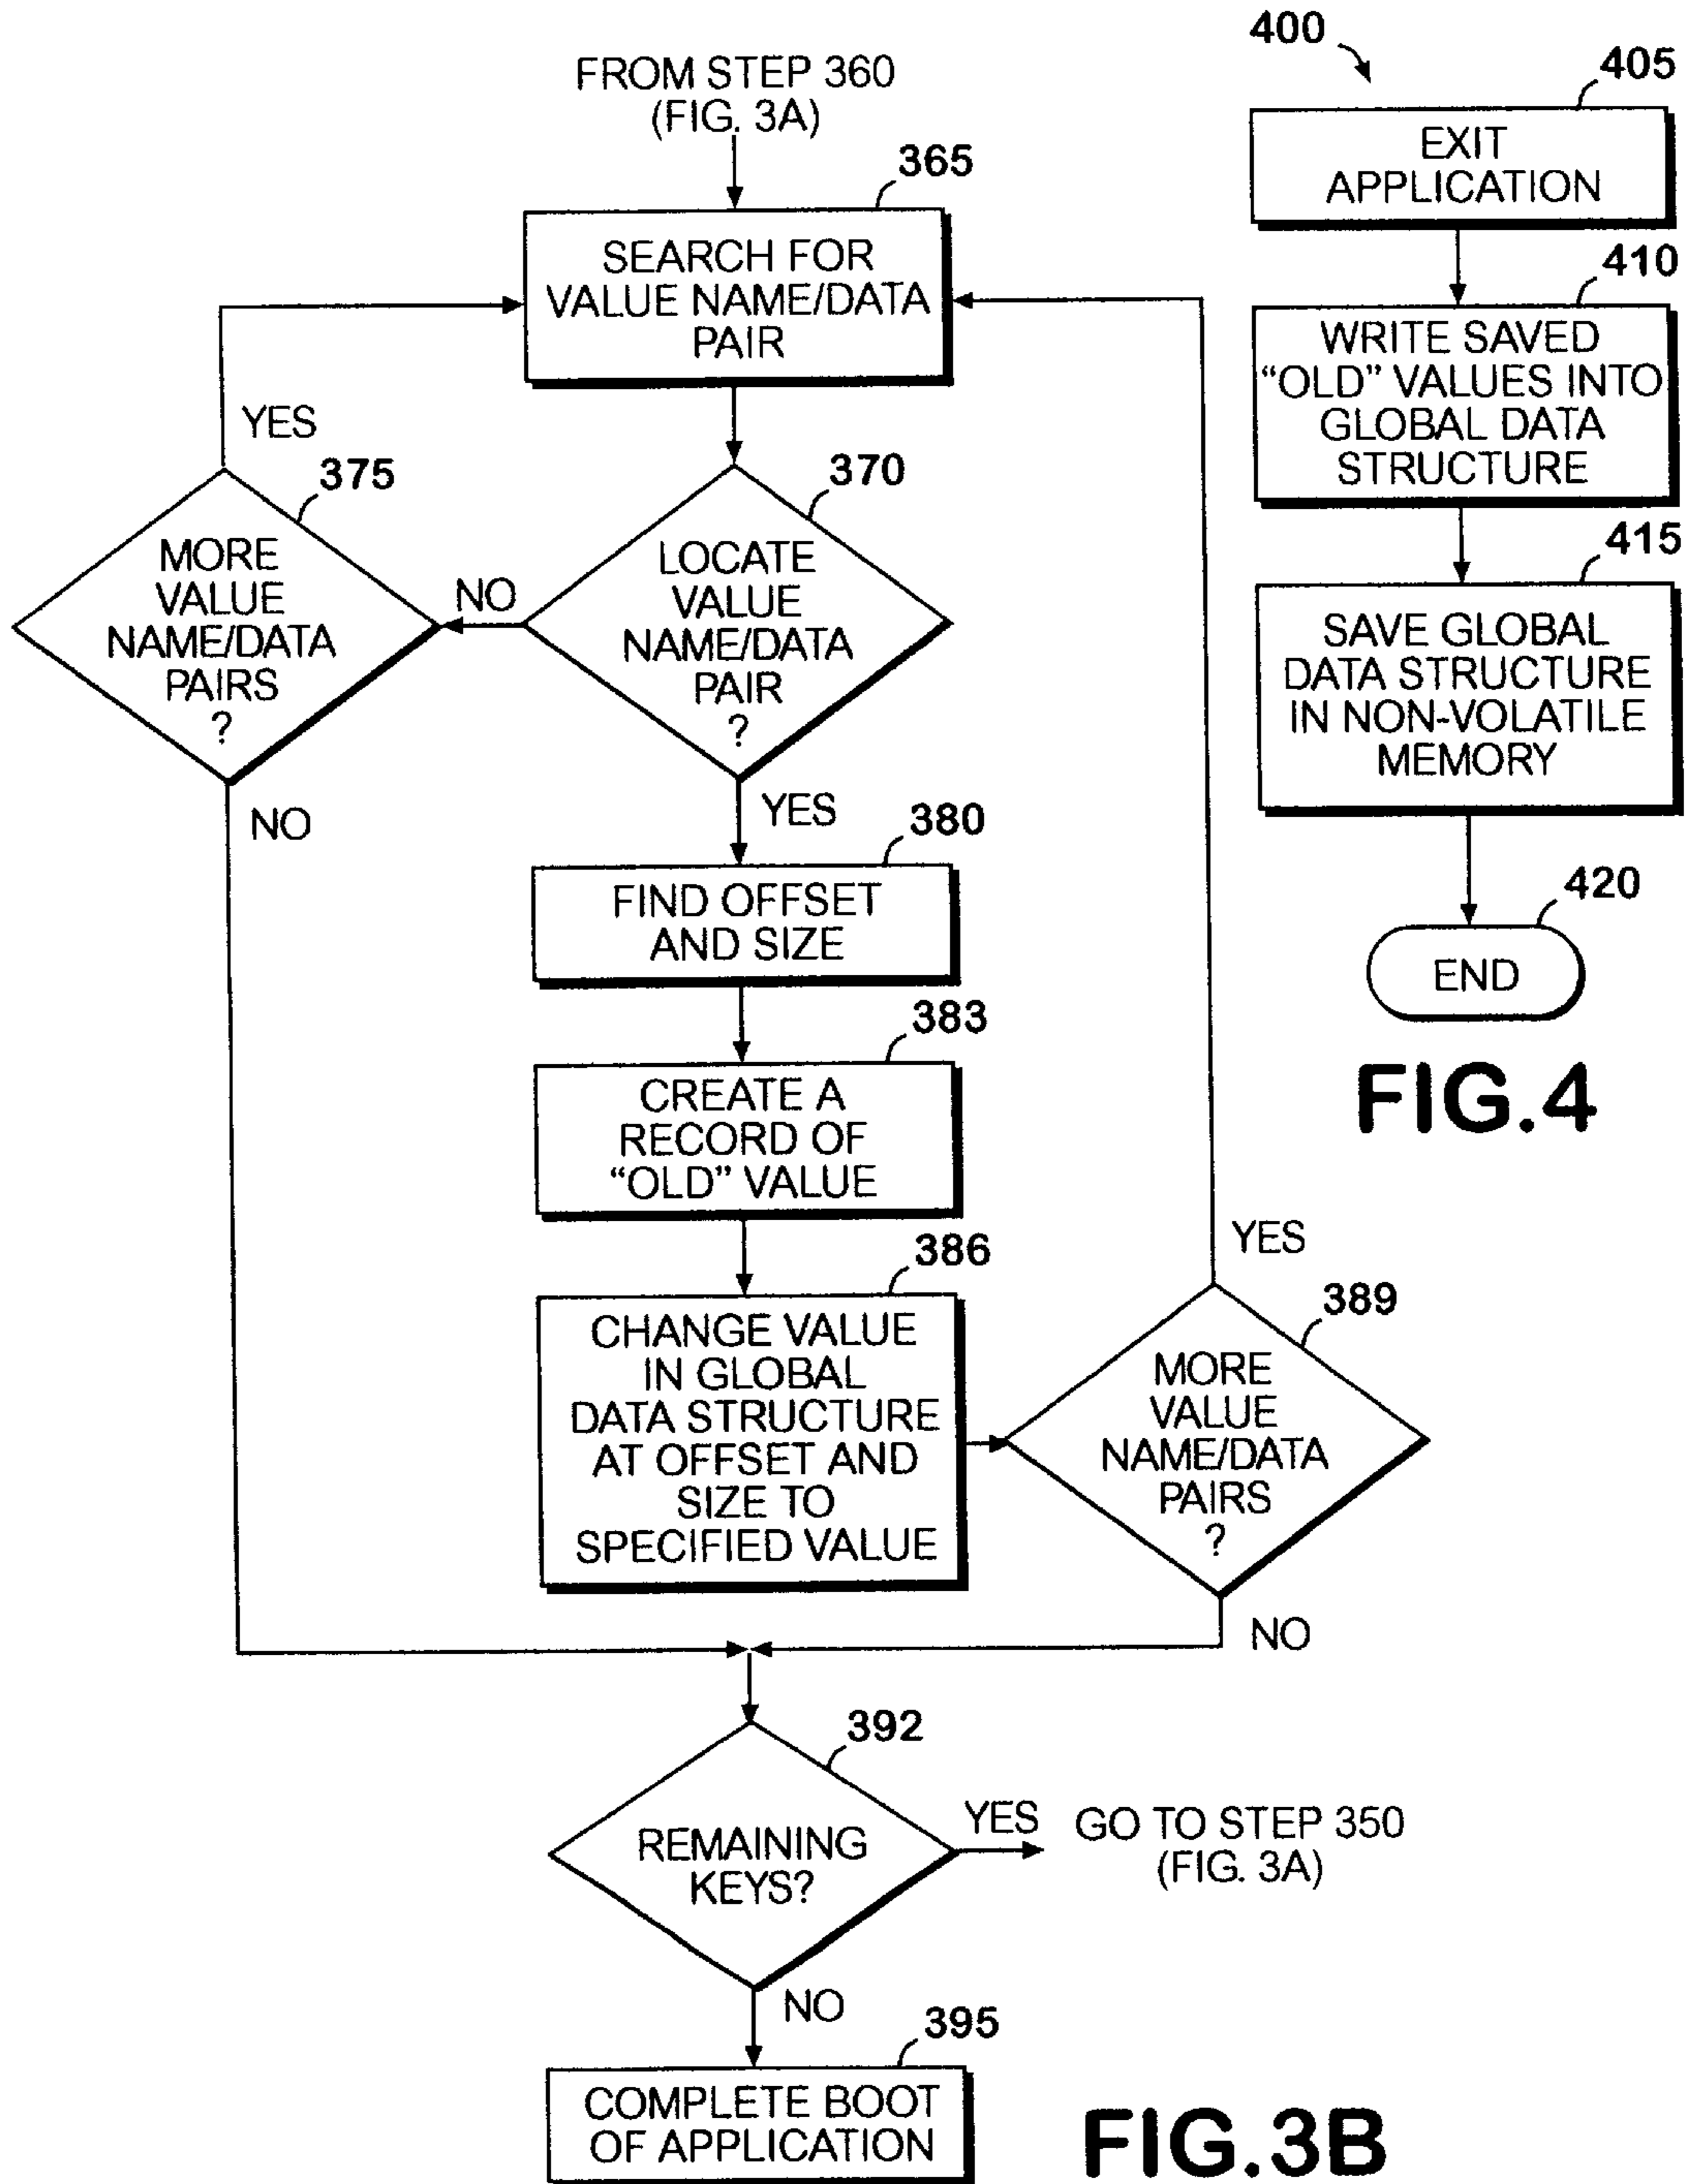 FROM STEP 360
(FIG. 3A)
365
SEARCH FOR
VALUE NAME/DATA
PAIR
YES
375
MORE
VALUE
NAME/DATA
PAIRS
?
NO
370
LOCATE
VALUE
NAME/DATA
PAIR
?
NO
YES
380
FIND OFFSET
AND SIZE
383
CREATE A
RECORD OF
“OLD” VALUE
386
CHANGE VALUE
IN GLOBAL
DATA STRUCTURE
AT OFFSET AND
SIZE TO
SPECIFIED VALUE
YES
389
MORE
VALUE
NAME/DATA
PAIRS
?
NO
392
REMAINING
KEYS?
YES
GO TO STEP 350
(FIG. 3A)
NO
395
COMPLETE BOOT
OF APPLICATION
FIG.3B
400
405
EXIT
APPLICATION
410
WRITE SAVED
“OLD” VALUES INTO
GLOBAL DATA
STRUCTURE
415
SAVE GLOBAL
DATA STRUCTURE
IN NON-VOLATILE
MEMORY
420
END
FIG.4